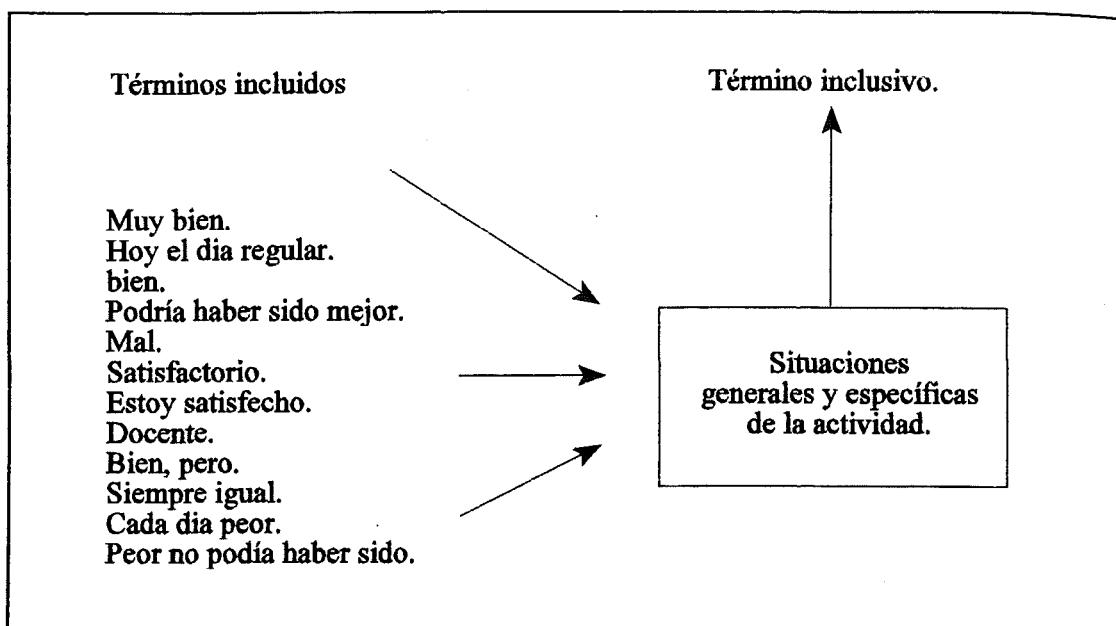 Términos incluidos
Término inclusivo.
Muy bien.
Hoy el dia regular.
bien.
Podría haber sido mejor.
Mal.
Satisfactorio.
Estoy satisfecho.
Docente.
Bien, pero.
Siempre igual.
Cada dia peor.
Peor no podía haber sido.
Situaciones
generales y específicas
de la actividad.